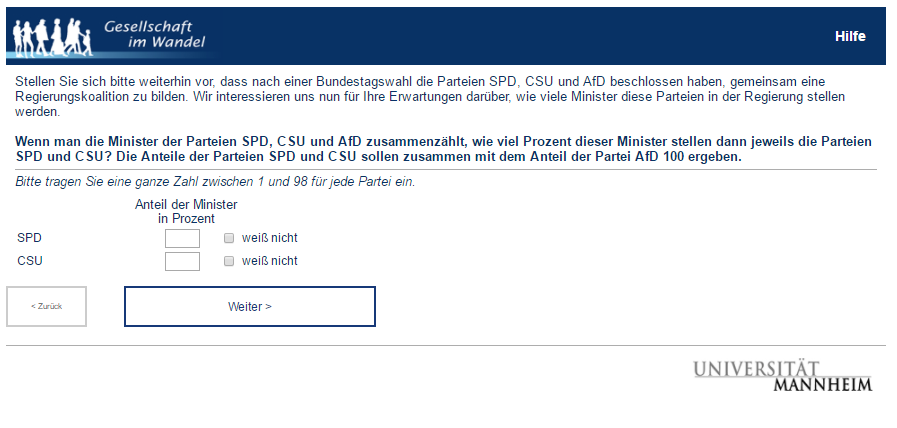 Gesellschaft
im Wandel
Hilfe
Stellen Sie sich bitte weiterhin vor, dass nach einer Bundestagswahl die Parteien SPD, CSU und AfD beschlossen haben, gemeinsam eine
Regierungskoalition zu bilden. Wir interessieren uns nun für Ihre Erwartungen darüber, wie viele Minister diese Parteien in der Regierung stellen
werden.
Wenn man die Minister der Parteien SPD, CSU und AfD zusammenzählt, wie viel Prozent dieser Minister stellen dann jeweils die Parteien
SPD und CSU? Die Anteile der Parteien SPD und CSU sollen zusammen mit dem Anteil der Partei AfD 100 ergeben.
Bitte tragen Sie eine ganze Zahl zwischen 1 und 98 für jede Partei ein.
Anteil der Minister
in Prozent
SPD weiß nicht
CSU weiß nicht
< Zurück Weiter >
UNIVERSITÄT
MANNHEIM